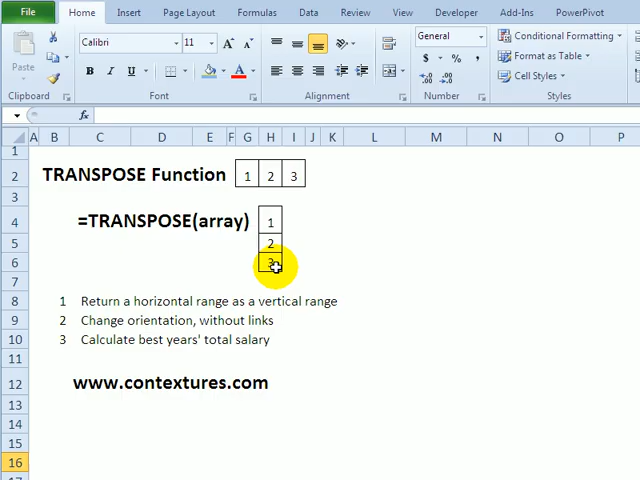 File Home Insert Page Layout Formulas Data Review View Developer Add-Ins PowerPivot
Calibri 11 General Conditional Formatting
Paste B I U A $ % , Format as Table
Cell Styles
Clipboard Font Alignment Number Styles
fx
A B C D E F G H I J K L M N O P
1
2 TRANSPOSE Function 1 2 3
3
4 =TRANSPOSE(array) 1
5 2
6 3
7
8 1 Return a horizontal range as a vertical range
9 2 Change orientation, without links
10 3 Calculate best years' total salary
11
12 www.contextures.com
13
14
15
16